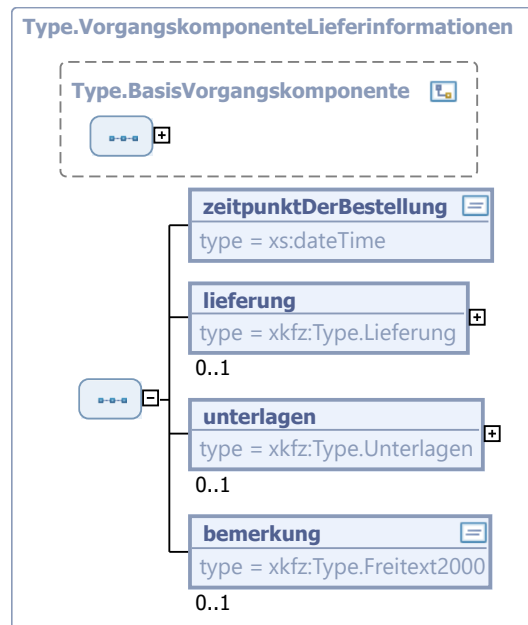 Type.VorgangskomponenteLieferinformationen
Type.BasisVorgangskomponente
zeitpunktDerBestellung
type = xs:dateTime
lieferung
type = xkfz:Type.Lieferung
0..1
unterlagen
type = xkfz:Type.Unterlagen
0..1
bemerkung
type = xkfz:Type.Freitext2000
0..1